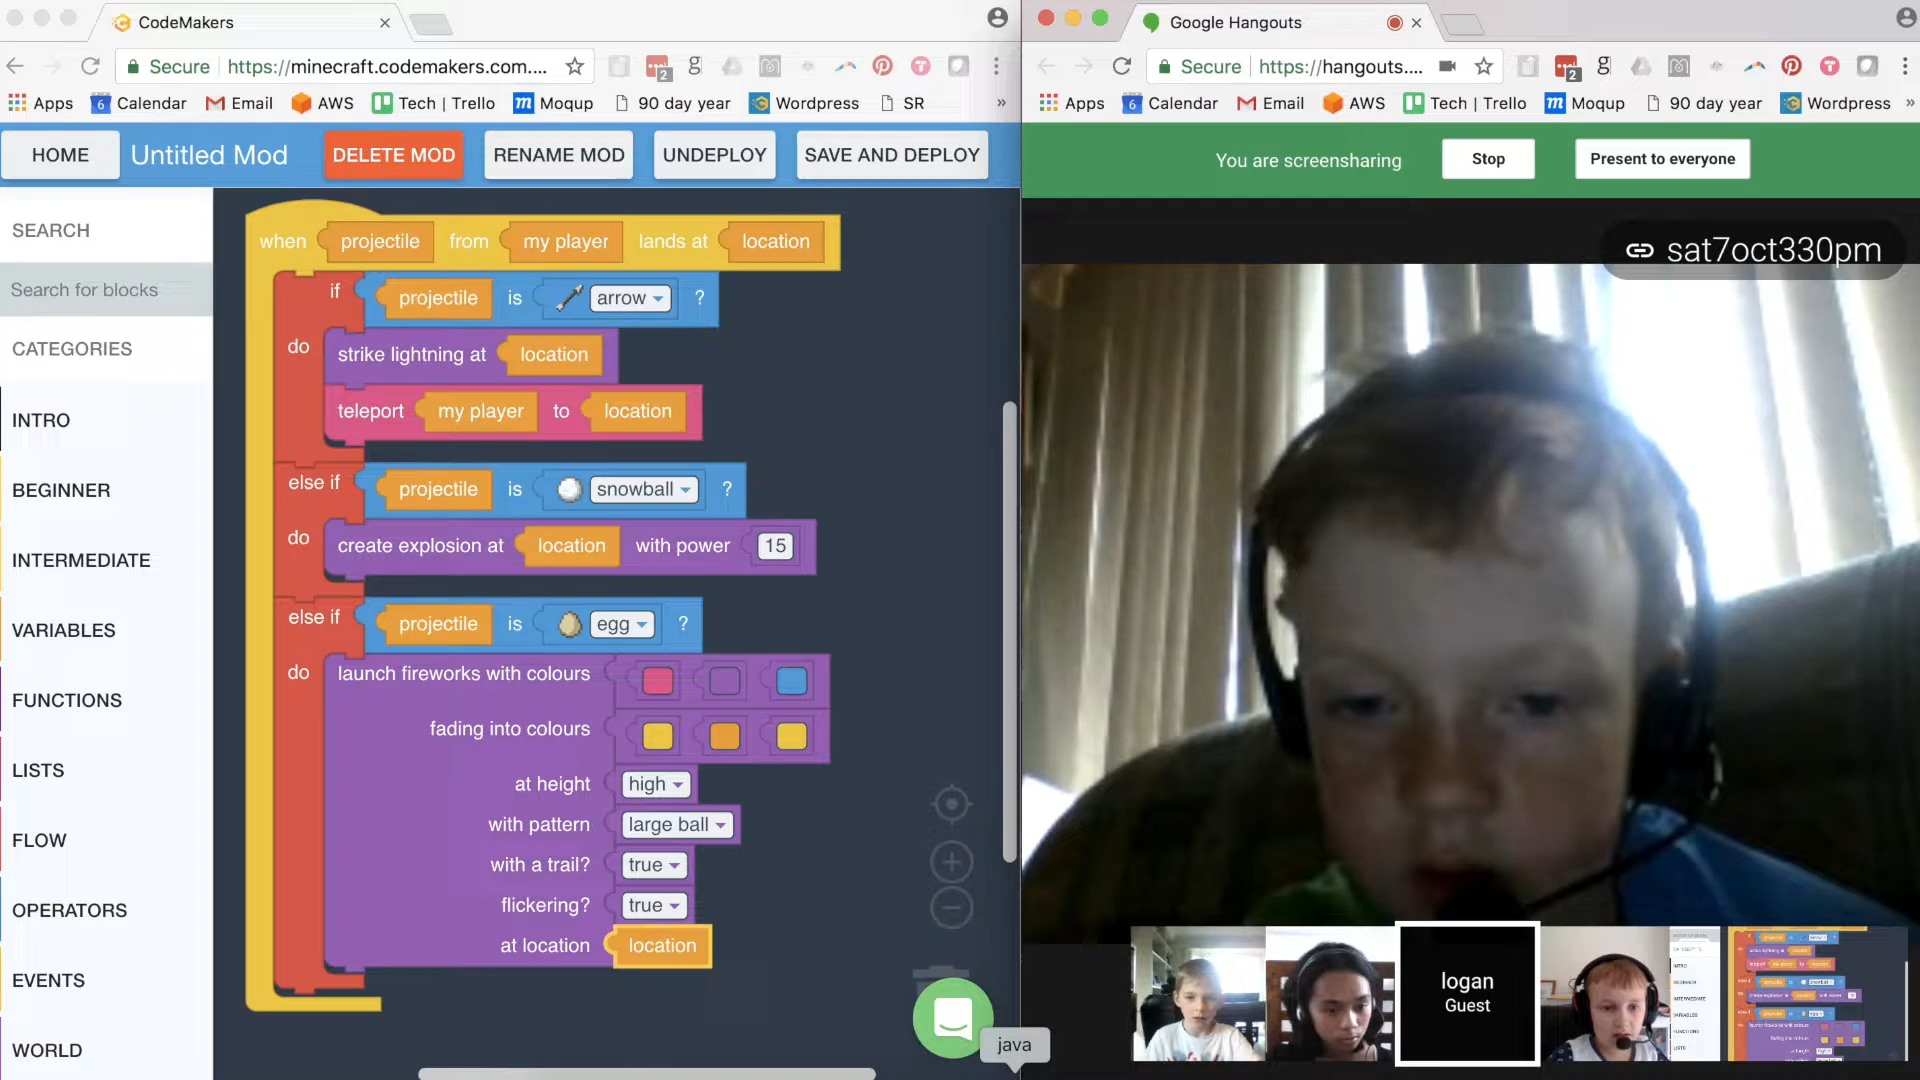 CodeMakers
Secure https://minecraft.codemakers.com....
2
Apps Calendar Email AWS Tech | Trello Moqup 90 day year Wordpress SR »
HOME Untitled Mod DELETE MOD RENAME MOD UNDEPLOY SAVE AND DEPLOY
SEARCH
Search for blocks
CATEGORIES
INTRO
BEGINNER
INTERMEDIATE
VARIABLES
FUNCTIONS
LISTS
FLOW
OPERATORS
EVENTS
WORLD
when projectile from my player lands at location
if projectile is arrow ?
do strike lightning at location
teleport my player to location
else if projectile is snowball ?
do create explosion at location with power 15
else if projectile is egg ?
do launch fireworks with colours
fading into colours
at height high
with pattern large ball
with a trail? true
flickering? true
at location location
java
Google Hangouts
Secure https://hangouts....
2
Apps Calendar Email AWS Tech | Trello Moqup 90 day year Wordpress »
You are screensharing Stop Present to everyone
sat7oct330pm
logan
Guest